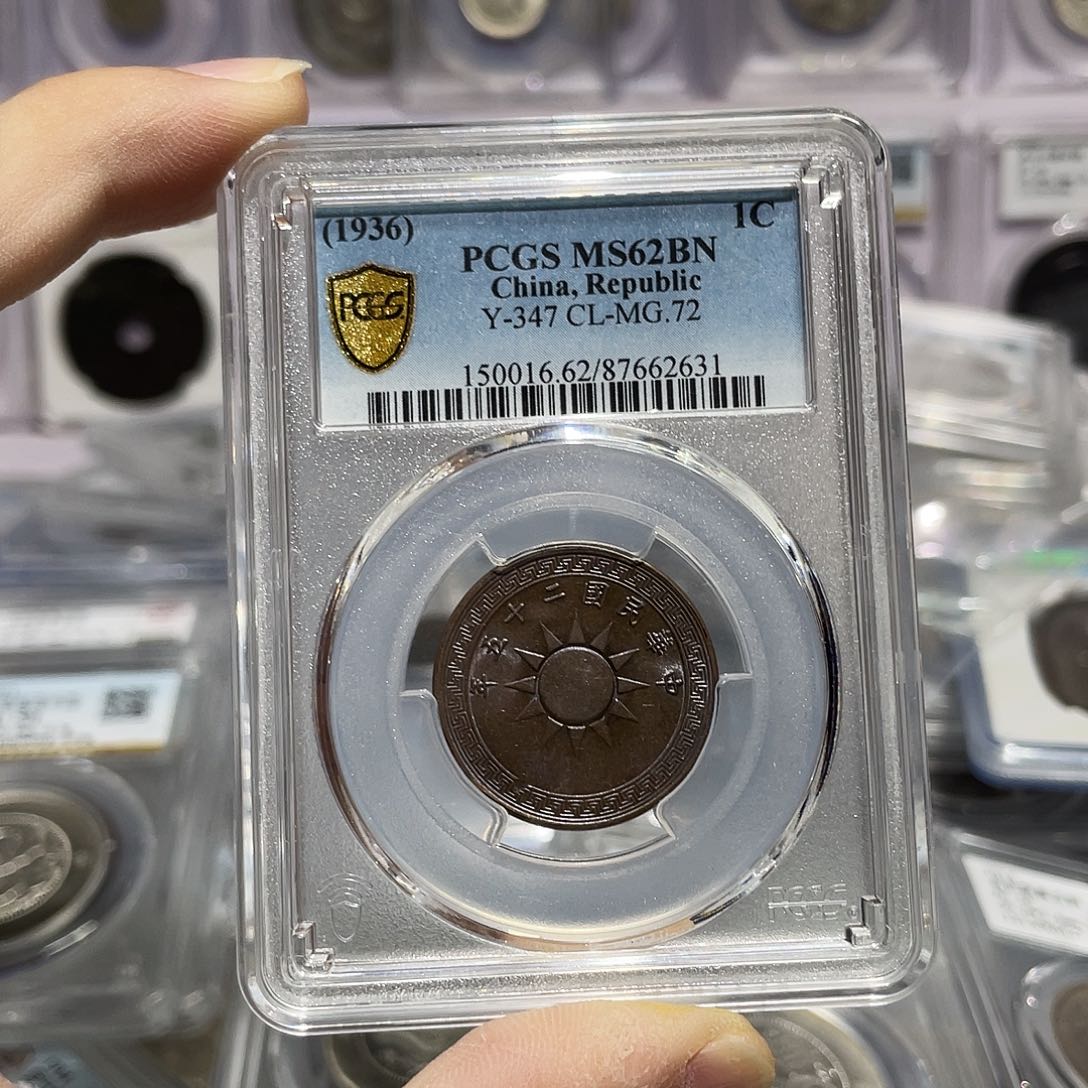 (1936)
1C
PCGS MS62BN
China, Republic
Y-347 CL-MG.72
PCGS
150016.62/87662631
中華民國二十五年
PCGS